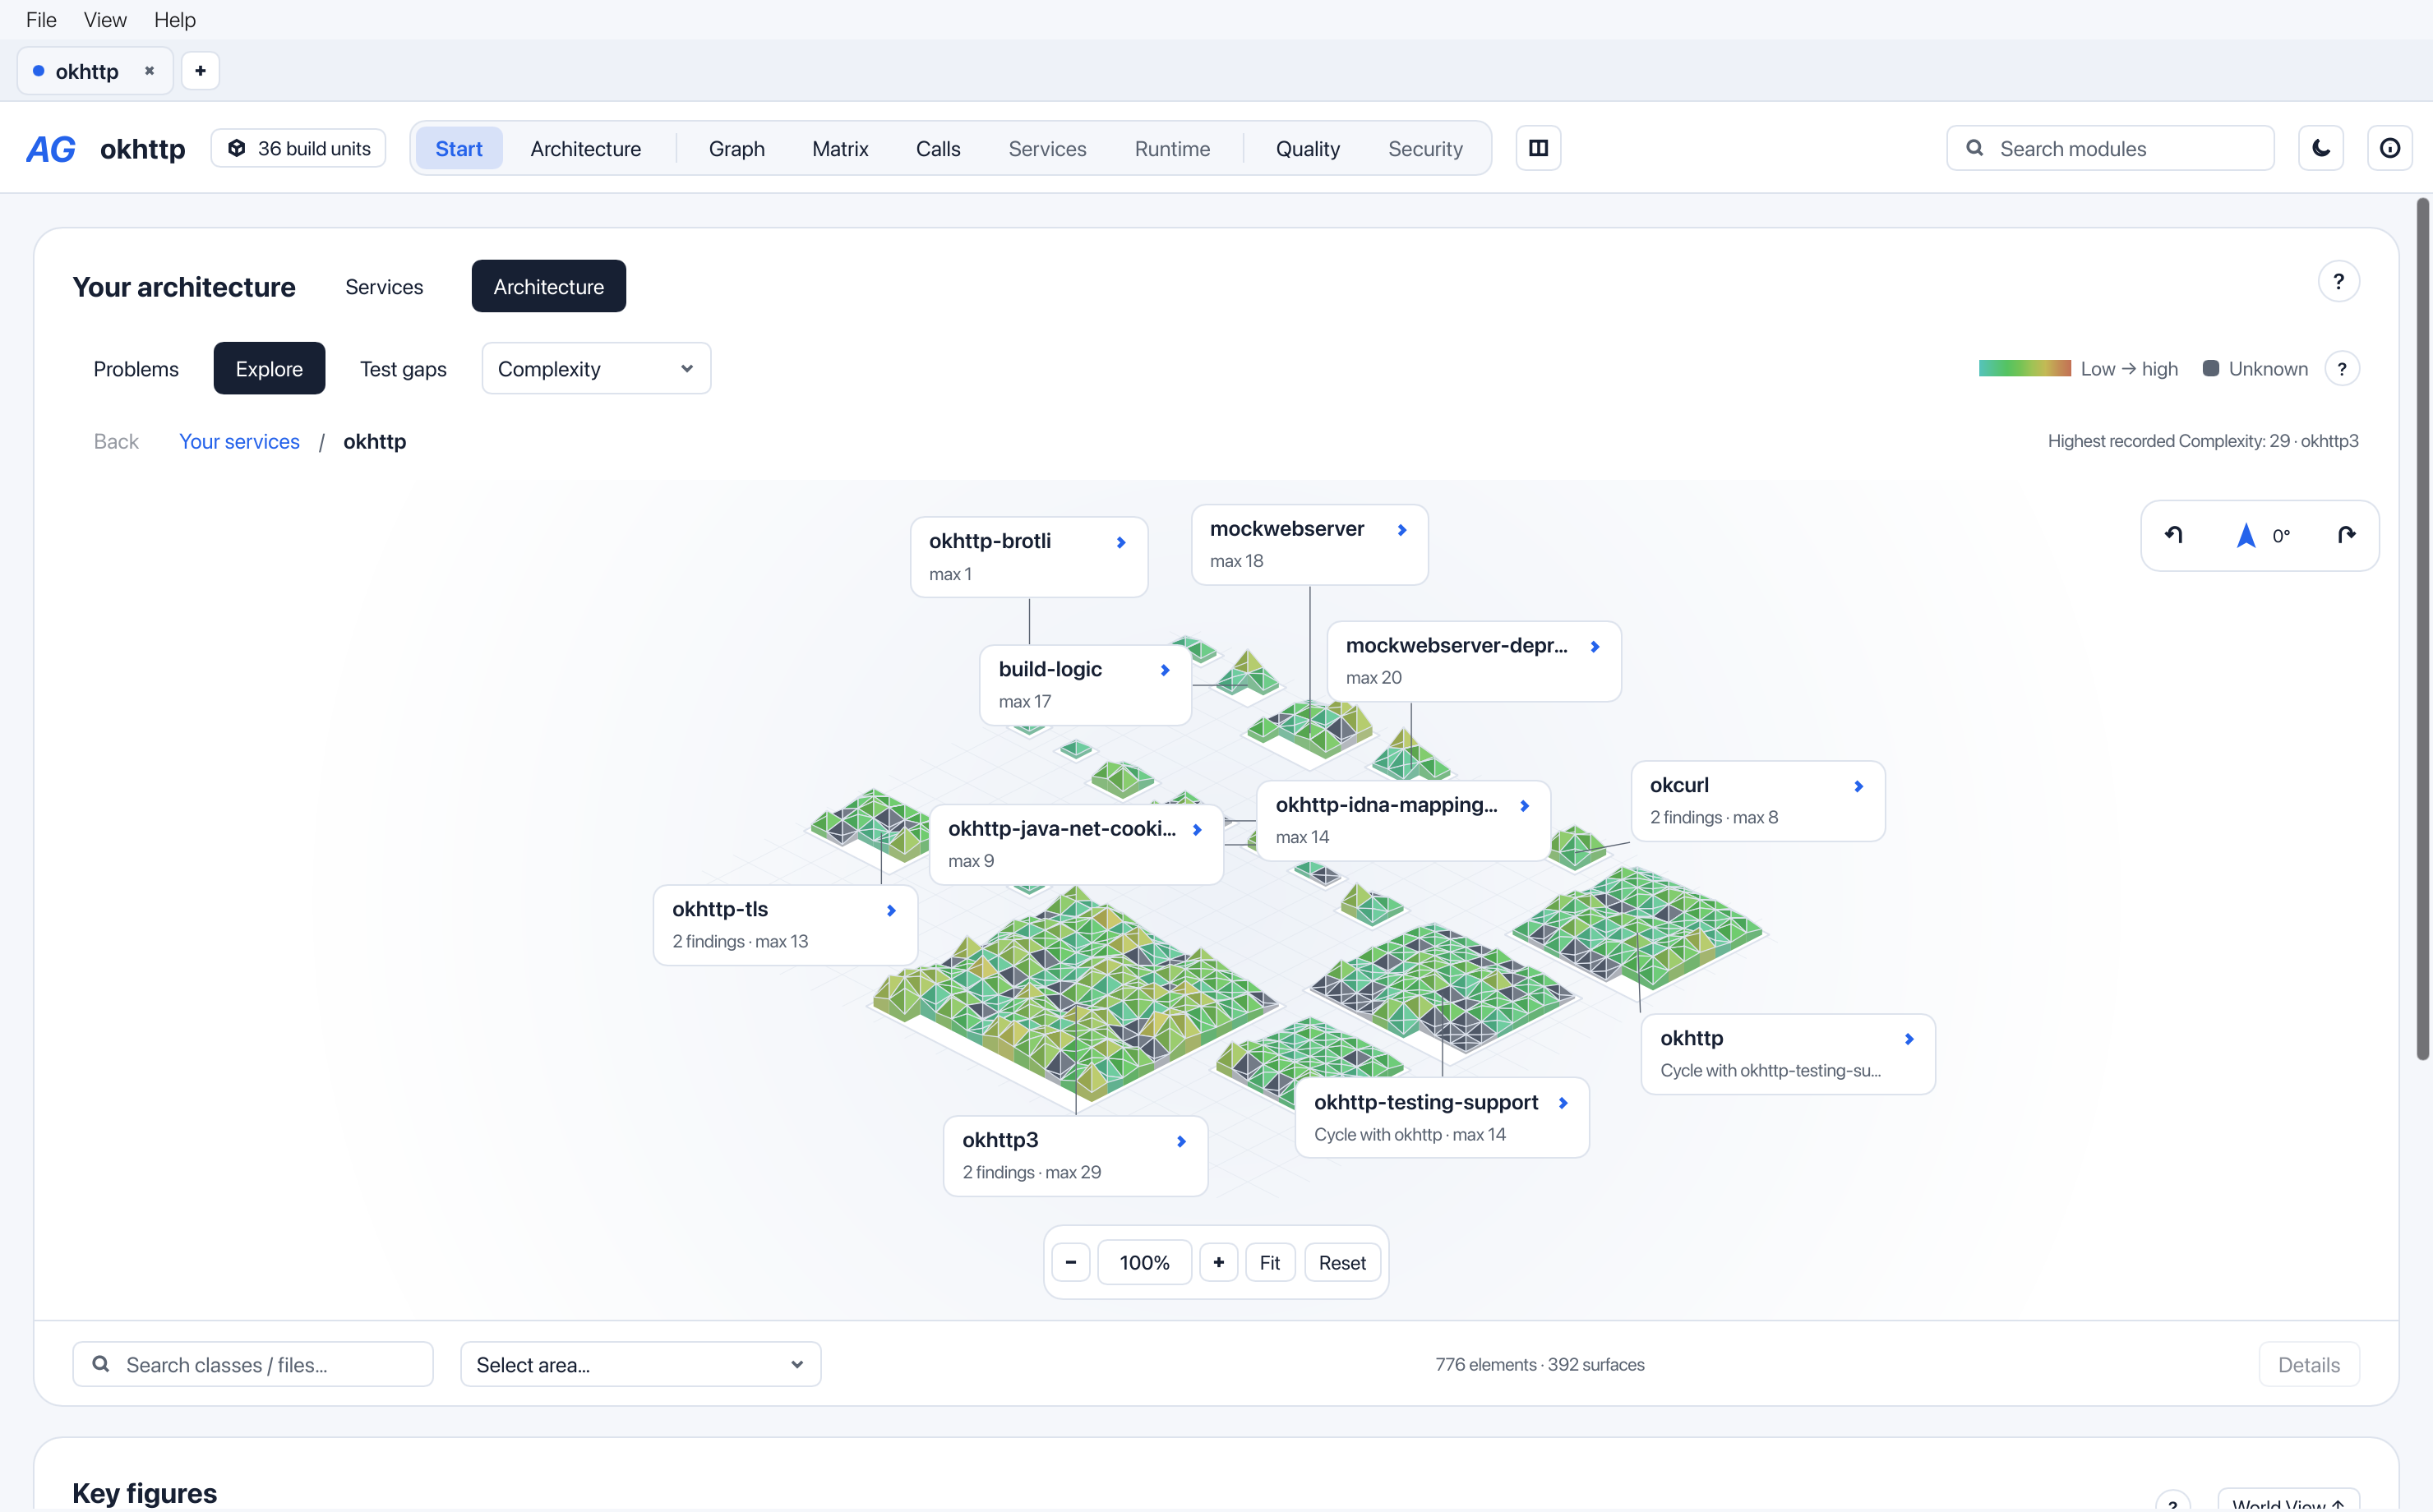 File View Help
okhttp
AG okhttp 36 build units Start Architecture Graph Matrix Calls Services Runtime Quality Security Search modules
Your architecture Services Architecture ?
Problems Explore Test gaps Complexity Low → high Unknown ?
Back Your services / okhttp Highest recorded Complexity: 29 · okhttp3
0°
okhttp-brotli
max 1
mockwebserver
max 18
build-logic
max 17
mockwebserver-depr...
max 20
okhttp-java-net-cooki...
max 9
okhttp-idna-mapping...
max 14
okcurl
2 findings · max 8
okhttp-tls
2 findings · max 13
okhttp
Cycle with okhttp-testing-su...
okhttp-testing-support
Cycle with okhttp · max 14
okhttp3
2 findings · max 29
− 100% + Fit Reset
Search classes / files... Select area... 776 elements · 392 surfaces Details
Key figures ? World View ↑